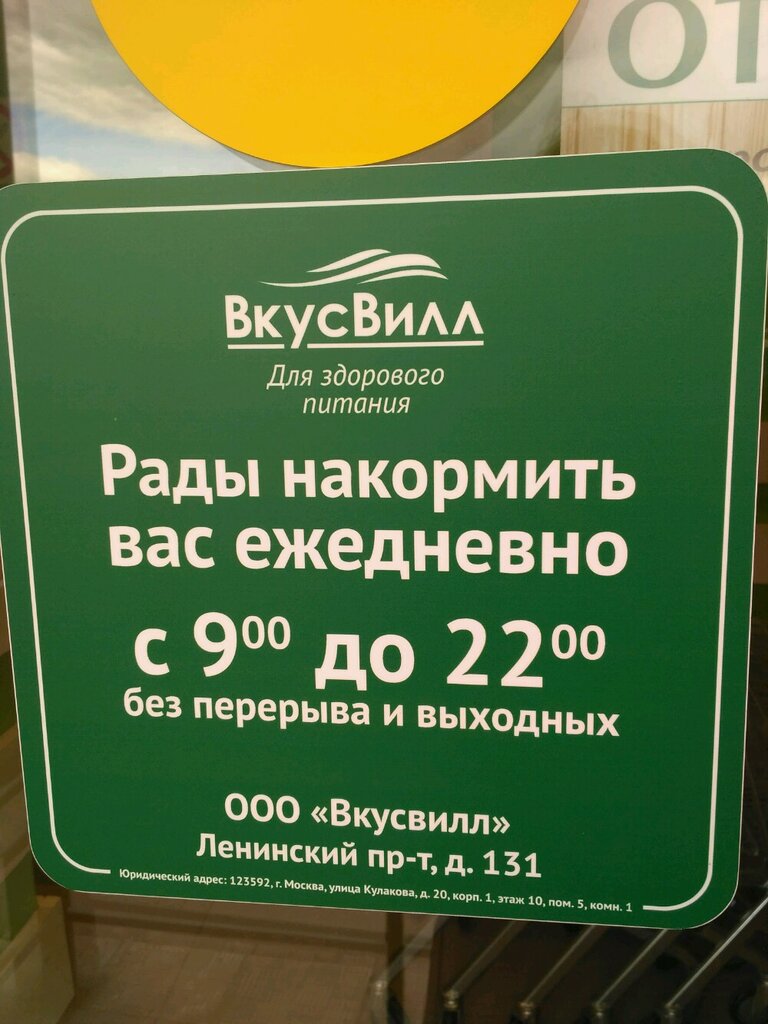 ОТ
ВкусВилл
Для здорового
питания
Рады накормить
вас ежедневно
с 9⁰⁰ до 22⁰⁰
без перерыва и выходных
ООО «Вкусвилл»
Ленинский пр-т, д. 131
Юридический адрес: 123592, г. Москва, улица Кулакова, д. 20, корп. 1, этаж 10, пом. 5, комн. 1